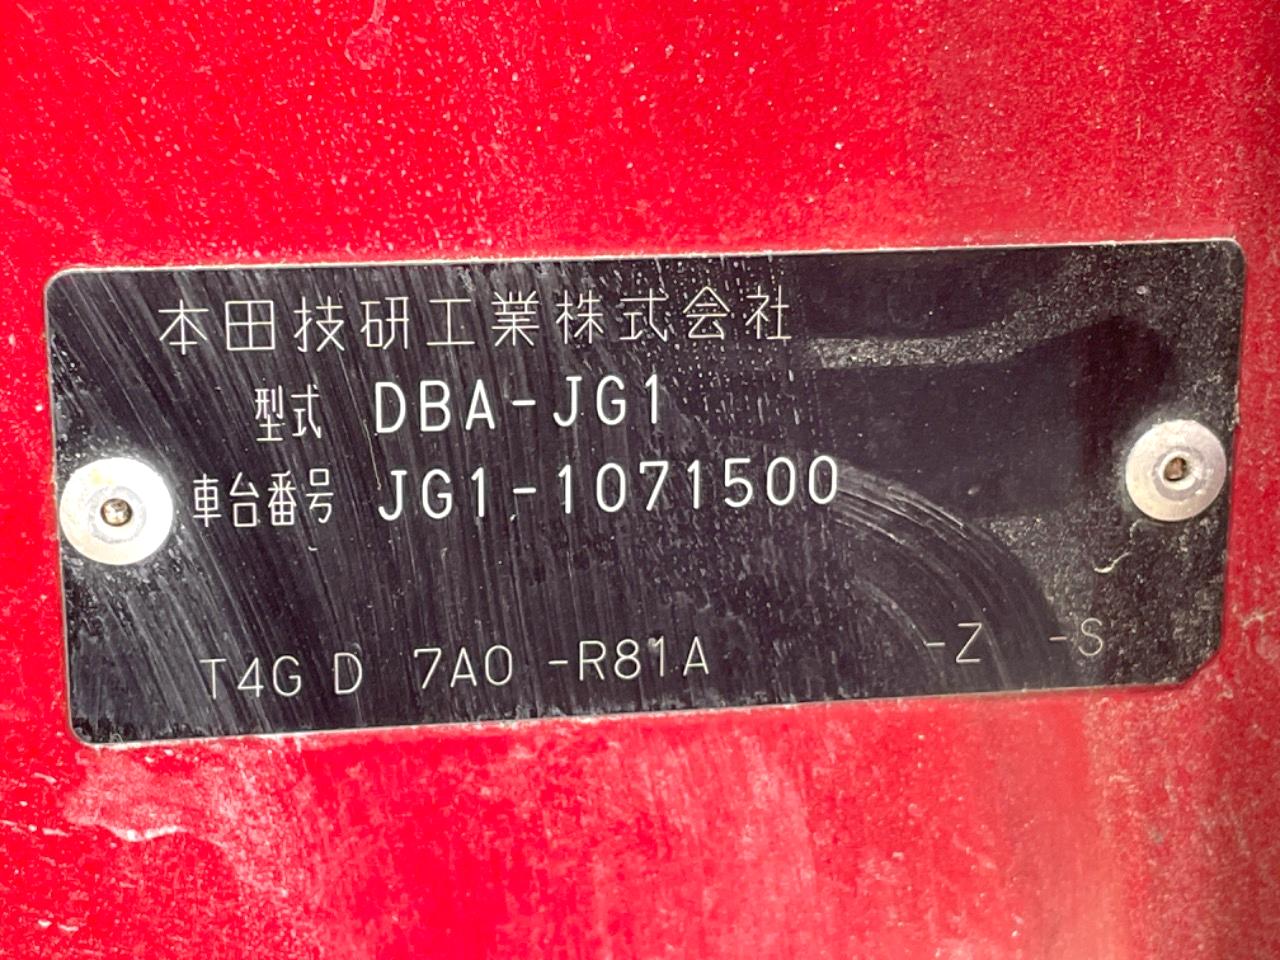 本田技研工業株式会社
型式 DBA-JG1
車台番号 JG1-1071500
T4G D 7A0 -R81A -Z -S